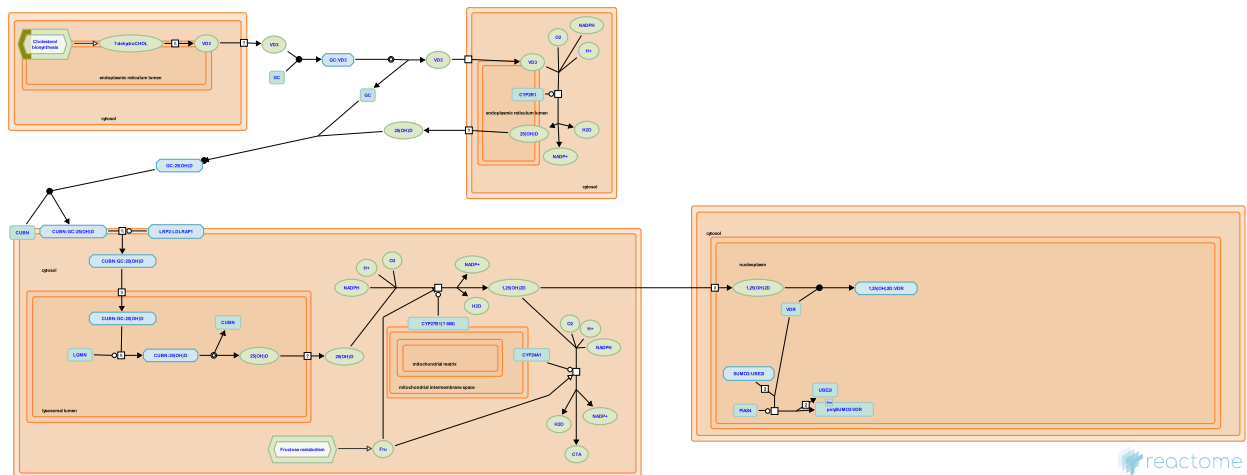 Cholesterol
biosynthesis
7-dehydroCHOL
6
VD3
?
VD3
endoplasmic reticulum lumen
cytosol
GC
GC:VD3
VD3
GC
25(OH)D
?
GC:25(OH)D
O2
NADPH
H+
VD3
CYP2R1
endoplasmic reticulum lumen
25(OH)D
H2O
NADP+
cytosol
CUBN
CUBN:GC:25(OH)D
LRP2:LDLRAP1
CUBN:GC:25(OH)D
cytosol
CUBN:GC:25(OH)D
CUBN
LGMN
CUBN:25(OH)D
25(OH)D
?
25(OH)D
lysosomal lumen
H+
O2
NADPH
NADP+
H2O
1,25(OH)2D
CYP27B1(?-508)
mitochondrial matrix
mitochondrial intermembrane space
CYP24A1
O2
H+
NADPH
H2O
NADP+
CTA
Fructose metabolism
Fru
cytosol
nucleoplasm
1,25(OH)2D
1,25(OH)2D:VDR
VDR
SUMO2:UBE2I
2
PIAS4
2
UBE2I
polySUMO2-VDR
reactome